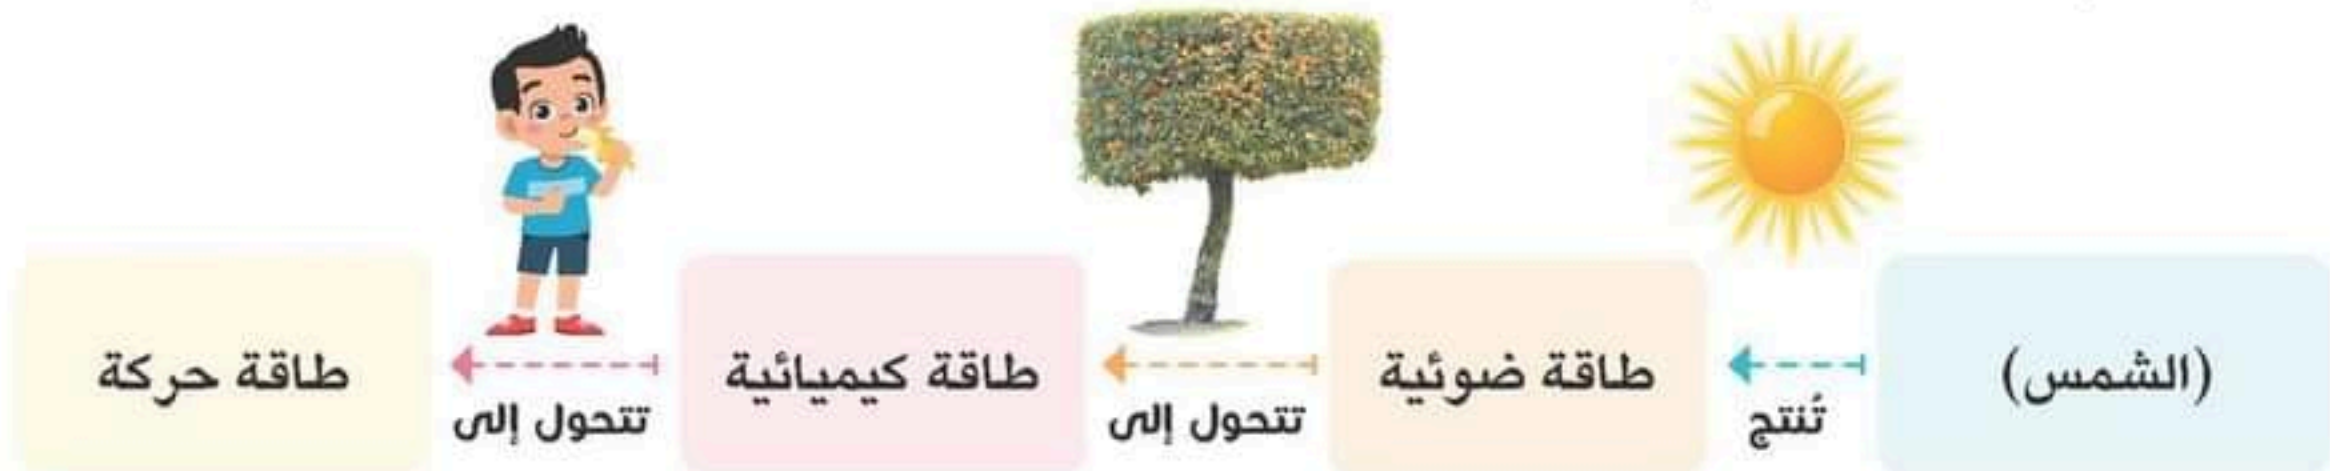 (الشمس)
تُنتج
طاقة ضوئية
تتحول إلى
طاقة كيميائية
تتحول إلى
طاقة حركة